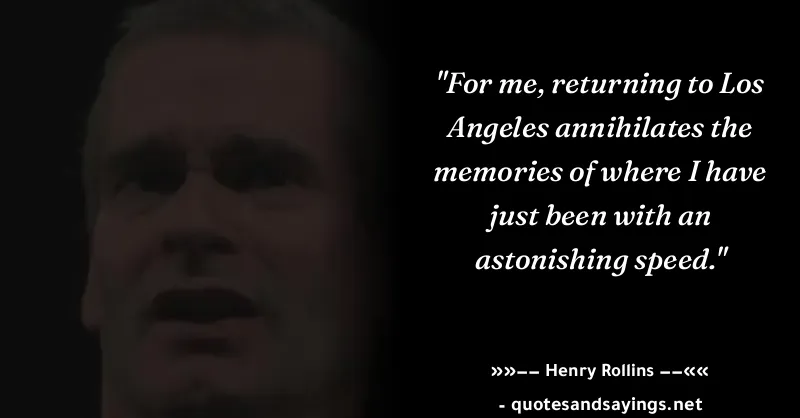 "For me, returning to Los
Angeles annihilates the
memories of where I have
just been with an
astonishing speed."
»»—— Henry Rollins ——««
- quotesandsayings.net